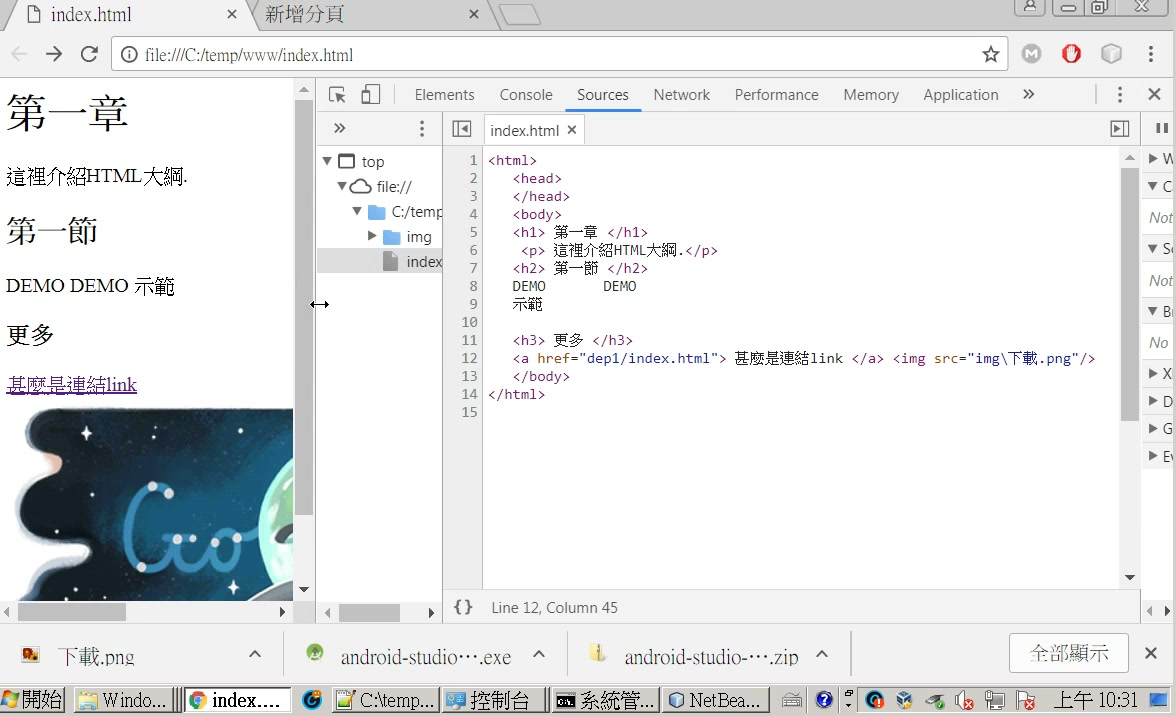 index.html
新增分頁
file:///C:/temp/www/index.html
第一章
這裡介紹HTML大綱.
第一節
DEMO DEMO 示範
更多
甚麼是連結link
Goo
Elements Console Sources Network Performance Memory Application »
»
index.html
top
file://
C:/temp
img
index
1 <html>
2 <head>
3 </head>
4 <body>
5 <h1> 第一章 </h1>
6 <p> 這裡介紹HTML大綱.</p>
7 <h2> 第一節 </h2>
8 DEMO DEMO
9 示範
10
11 <h3> 更多 </h3>
12 <a href="dep1/index.html"> 甚麼是連結link </a> <img src="img\下載.png"/>
13 </body>
14 </html>
15
{} Line 12, Column 45
W
C
Not
Sc
Not
Br
No
X
D
G
Ev
下載.png
android-studio-….exe
android-studio-….zip
全部顯示
開始 Windo... index.... C:\temp... 控制台 系統管... NetBea... 上午 10:31